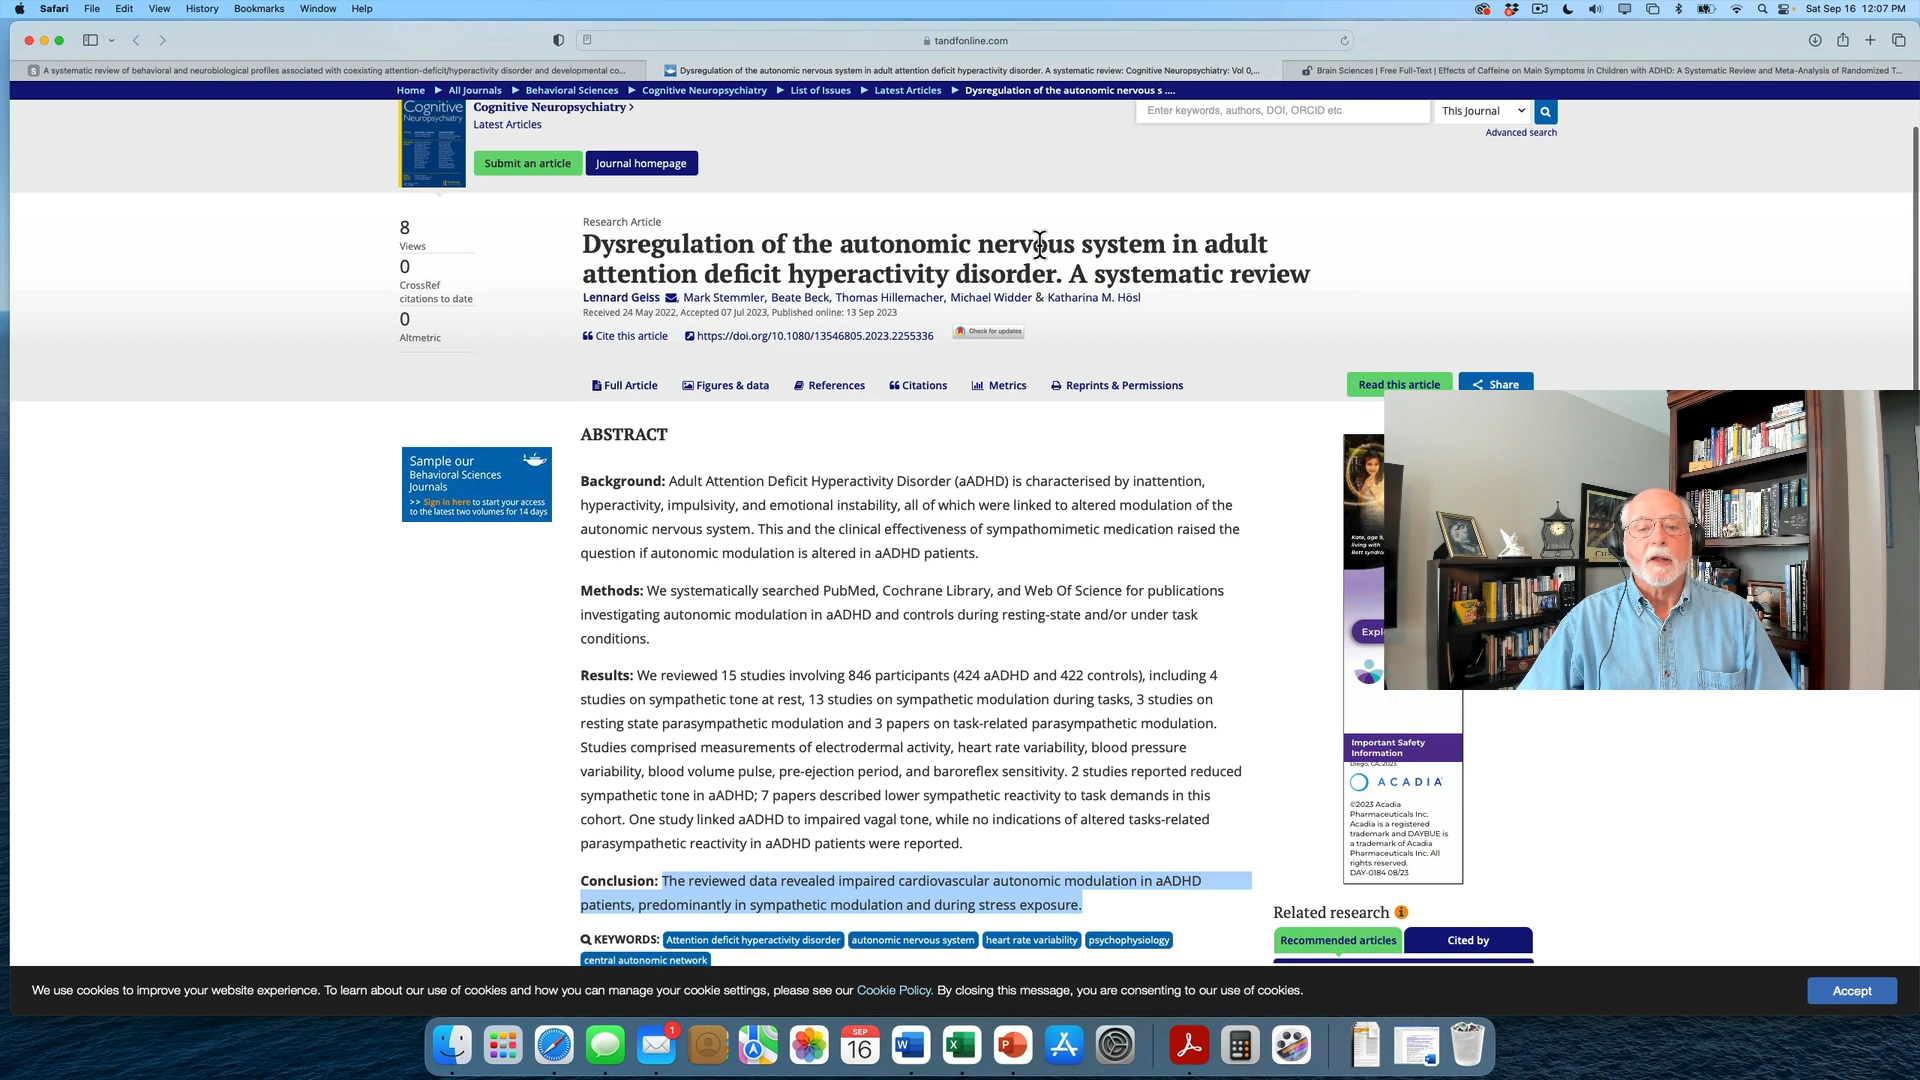 Safari File Edit View History Bookmarks Window Help
Sat Sep 16 12:07 PM
tandfonline.com
A systematic review of behavioral and neurobiological profiles associated with coexisting attention-deficit/hyperactivity disorder and developmental co...
Dysregulation of the autonomic nervous system in adult attention deficit hyperactivity disorder. A systematic review: Cognitive Neuropsychiatry: Vol 0,...
Brain Sciences | Free Full-Text | Effects of Caffeine on Main Symptoms in Children with ADHD: A Systematic Review and Meta-Analysis of Randomized T...
Home All Journals Behavioral Sciences Cognitive Neuropsychiatry List of Issues Latest Articles Dysregulation of the autonomic nervous s ....
Cognitive
Neuropsychiatry
Cognitive Neuropsychiatry >
Latest Articles
Enter keywords, authors, DOI, ORCID etc
This Journal
Advanced search
Submit an article
Journal homepage
8
Views
0
CrossRef
citations to date
0
Altmetric
Research Article
Dysregulation of the autonomic nervous system in adult
attention deficit hyperactivity disorder. A systematic review
Lennard Geiss, Mark Stemmler, Beate Beck, Thomas Hillemacher, Michael Widder & Katharina M. Hösl
Received 24 May 2022, Accepted 07 Jul 2023, Published online: 13 Sep 2023
Cite this article https://doi.org/10.1080/13546805.2023.2255336 Check for updates
Full Article Figures & data References Citations Metrics Reprints & Permissions
Read this article
Share
Sample our
Behavioral Sciences
Journals
>> Sign in here to start your access
to the latest two volumes for 14 days
ABSTRACT
Background: Adult Attention Deficit Hyperactivity Disorder (aADHD) is characterised by inattention,
hyperactivity, impulsivity, and emotional instability, all of which were linked to altered modulation of the
autonomic nervous system. This and the clinical effectiveness of sympathomimetic medication raised the
question if autonomic modulation is altered in aADHD patients.
Methods: We systematically searched PubMed, Cochrane Library, and Web Of Science for publications
investigating autonomic modulation in aADHD and controls during resting-state and/or under task
conditions.
Results: We reviewed 15 studies involving 846 participants (424 aADHD and 422 controls), including 4
studies on sympathetic tone at rest, 13 studies on sympathetic modulation during tasks, 3 studies on
resting state parasympathetic modulation and 3 papers on task-related parasympathetic modulation.
Studies comprised measurements of electrodermal activity, heart rate variability, blood pressure
variability, blood volume pulse, pre-ejection period, and baroreflex sensitivity. 2 studies reported reduced
sympathetic tone in aADHD; 7 papers described lower sympathetic reactivity to task demands in this
cohort. One study linked aADHD to impaired vagal tone, while no indications of altered tasks-related
parasympathetic reactivity in aADHD patients were reported.
Conclusion: The reviewed data revealed impaired cardiovascular autonomic modulation in aADHD
patients, predominantly in sympathetic modulation and during stress exposure.
KEYWORDS: Attention deficit hyperactivity disorder autonomic nervous system heart rate variability psychophysiology
central autonomic network
Kate, age 9,
living with
Rett syndro
Expl
Important Safety
Information
Diego, CA, 2023.
ACADIA
©2023 Acadia
Pharmaceuticals Inc.
Acadia is a registered
trademark and DAYBUE is
a trademark of Acadia
Pharmaceuticals Inc. All
rights reserved.
DAY-0184 08/23
Related research
Recommended articles
Cited by
We use cookies to improve your website experience. To learn about our use of cookies and how you can manage your cookie settings, please see our Cookie Policy. By closing this message, you are consenting to our use of cookies.
Accept
1
SEP
16